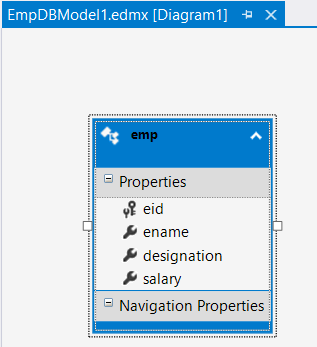 EmpDBModel1.edmx [Diagram1]
emp
Properties
eid
ename
designation
salary
Navigation Properties